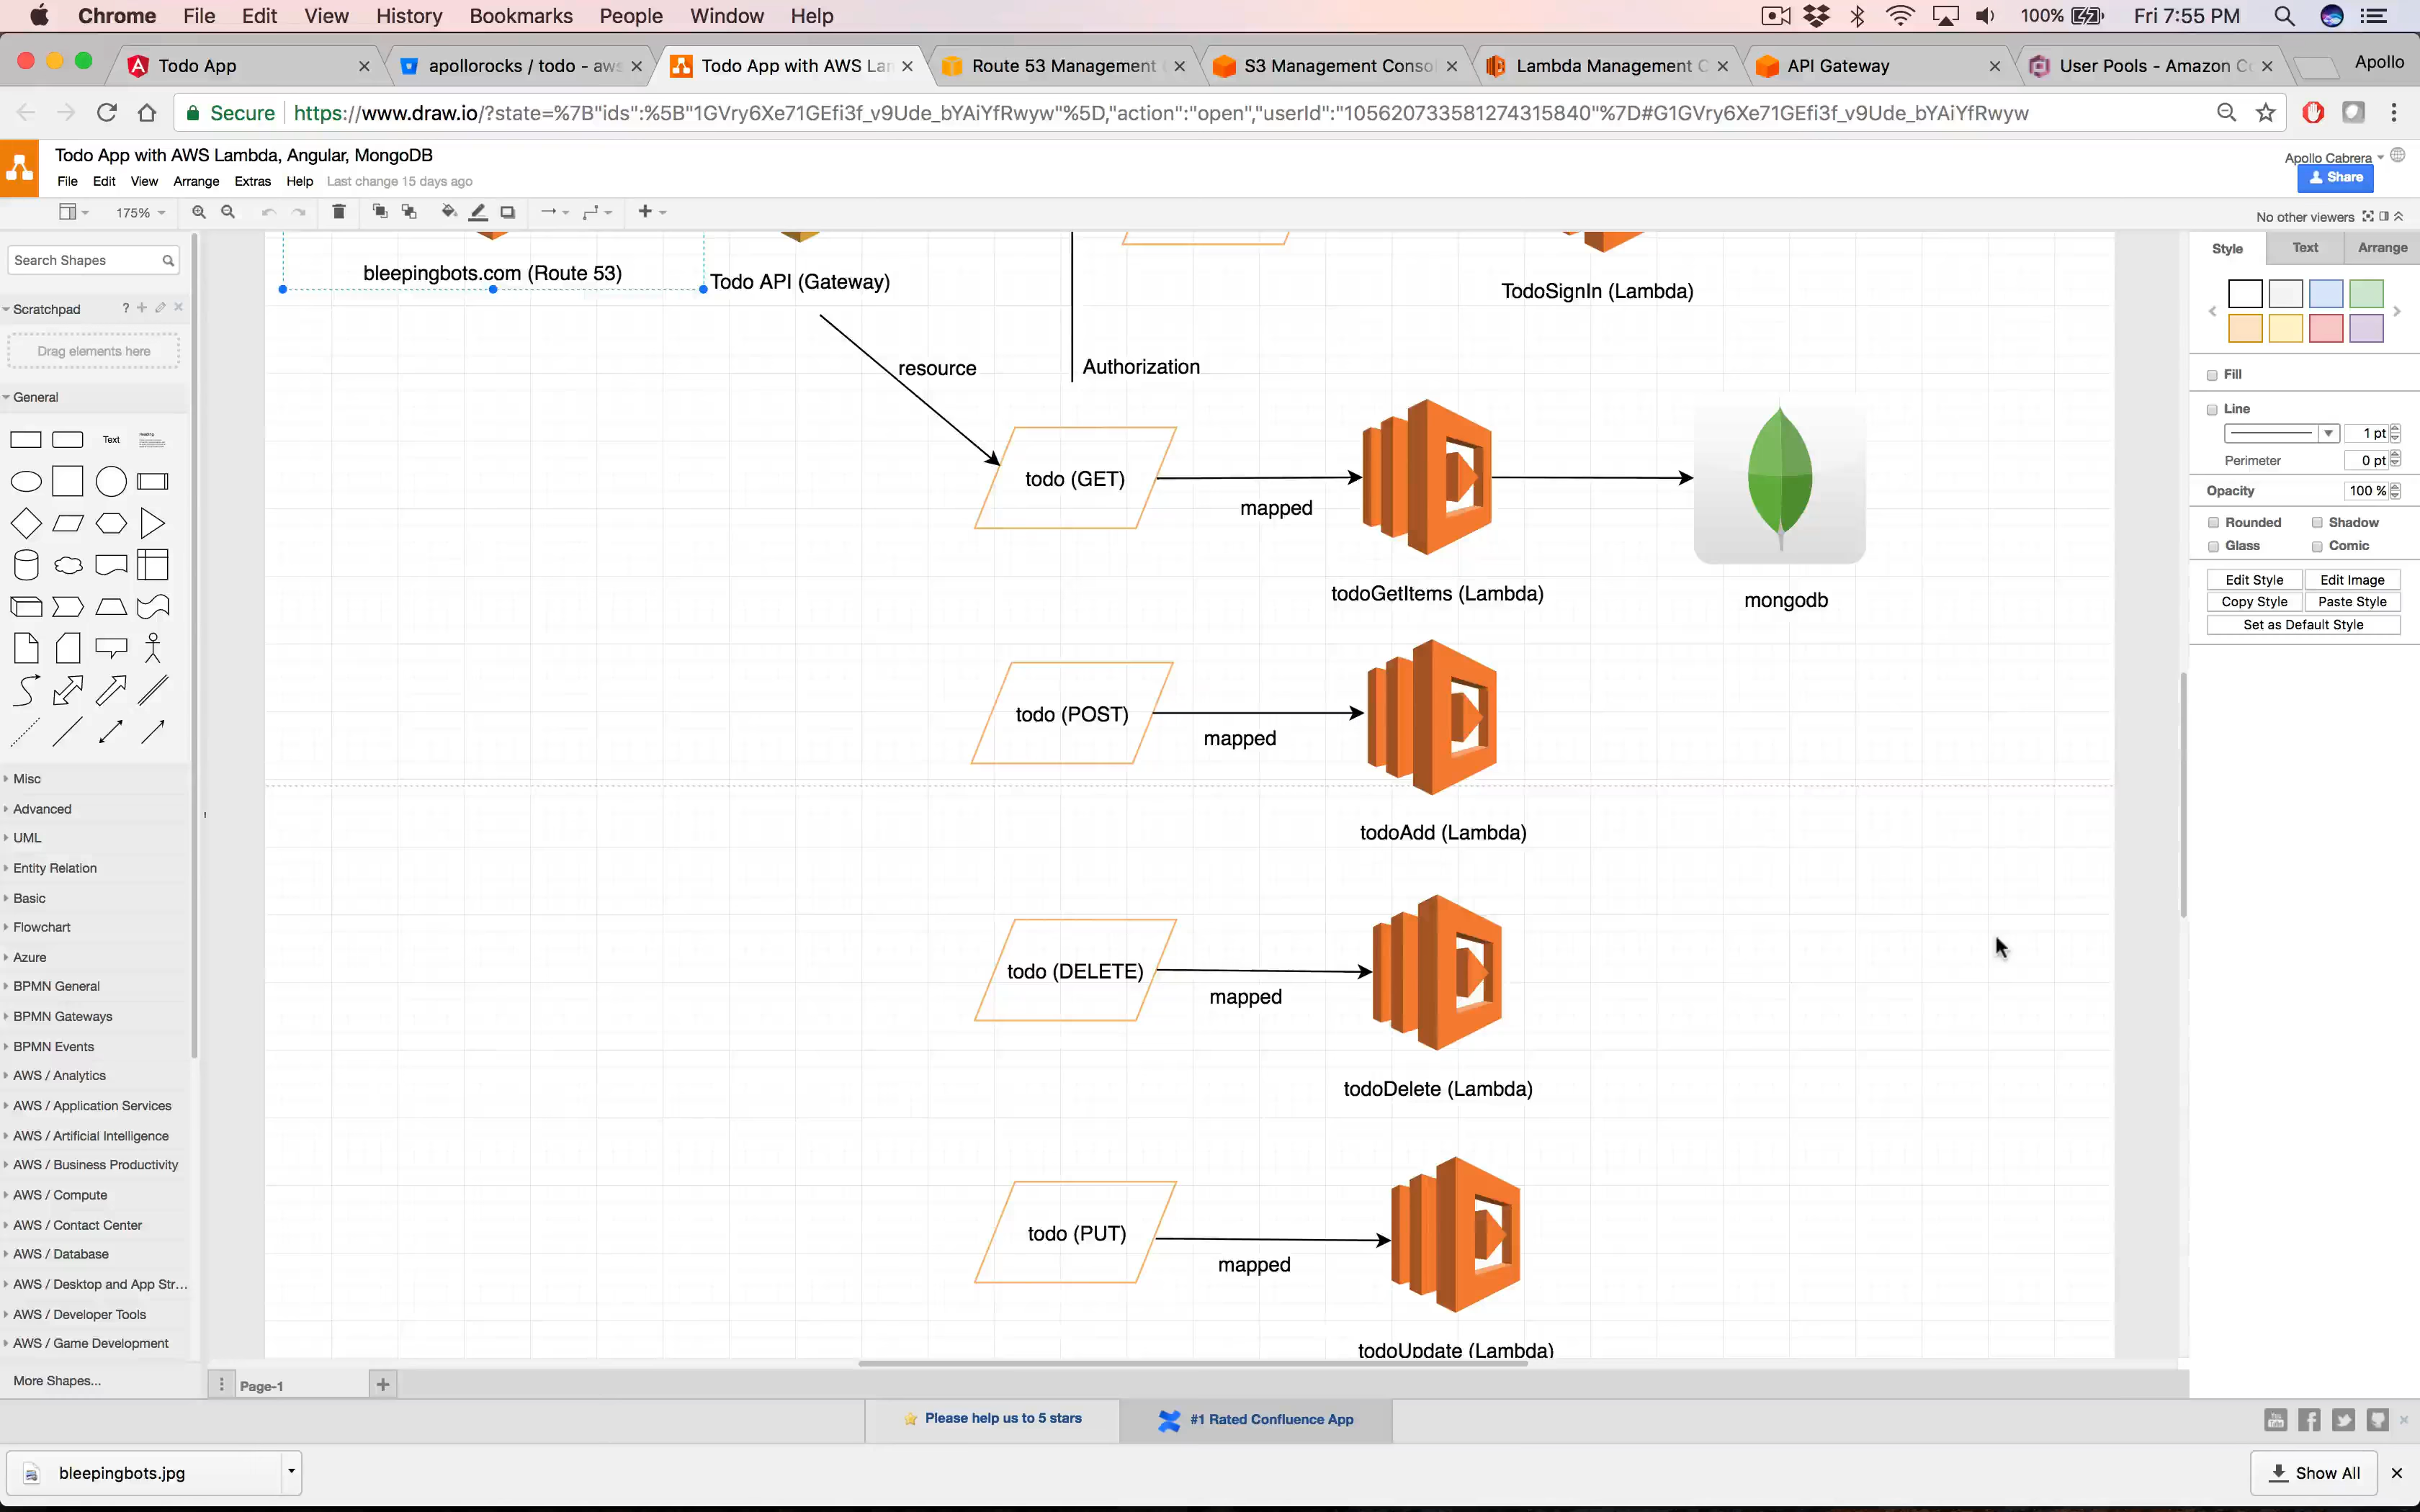 Chrome File Edit View History Bookmarks People Window Help 100% Fri 7:55 PM
Todo App
apollorocks / todo - aws
Todo App with AWS Lan
Route 53 Management
S3 Management Consol
Lambda Management C
API Gateway
User Pools - Amazon Co
Apollo
Secure https://www.draw.io/?state=%7B"ids":%5B"1GVry6Xe71GEfi3f_v9Ude_bYAiYfRwyw"%5D,"action":"open","userId":"105620733581274315840"%7D#G1GVry6Xe71GEfi3f_v9Ude_bYAiYfRwyw
Todo App with AWS Lambda, Angular, MongoDB
Apollo Cabrera
File Edit View Arrange Extras Help Last change 15 days ago
Share
175%
No other viewers
Search Shapes
Scratchpad ?
Drag elements here
General
Text
Misc
Advanced
UML
Entity Relation
Basic
Flowchart
Azure
BPMN General
BPMN Gateways
BPMN Events
AWS / Analytics
AWS / Application Services
AWS / Artificial Intelligence
AWS / Business Productivity
AWS / Compute
AWS / Contact Center
AWS / Database
AWS / Desktop and App Str...
AWS / Developer Tools
AWS / Game Development
More Shapes...
bleepingbots.com (Route 53)
Todo API (Gateway)
TodoSignIn (Lambda)
resource
Authorization
todo (GET)
mapped
todoGetItems (Lambda)
mongodb
todo (POST)
mapped
todoAdd (Lambda)
todo (DELETE)
mapped
todoDelete (Lambda)
todo (PUT)
mapped
todoUpdate (Lambda)
Style Text Arrange
Fill
Line
1 pt
Perimeter 0 pt
Opacity 100 %
Rounded Shadow
Glass Comic
Edit Style Edit Image
Copy Style Paste Style
Set as Default Style
Page-1
Please help us to 5 stars
#1 Rated Confluence App
bleepingbots.jpg
Show All